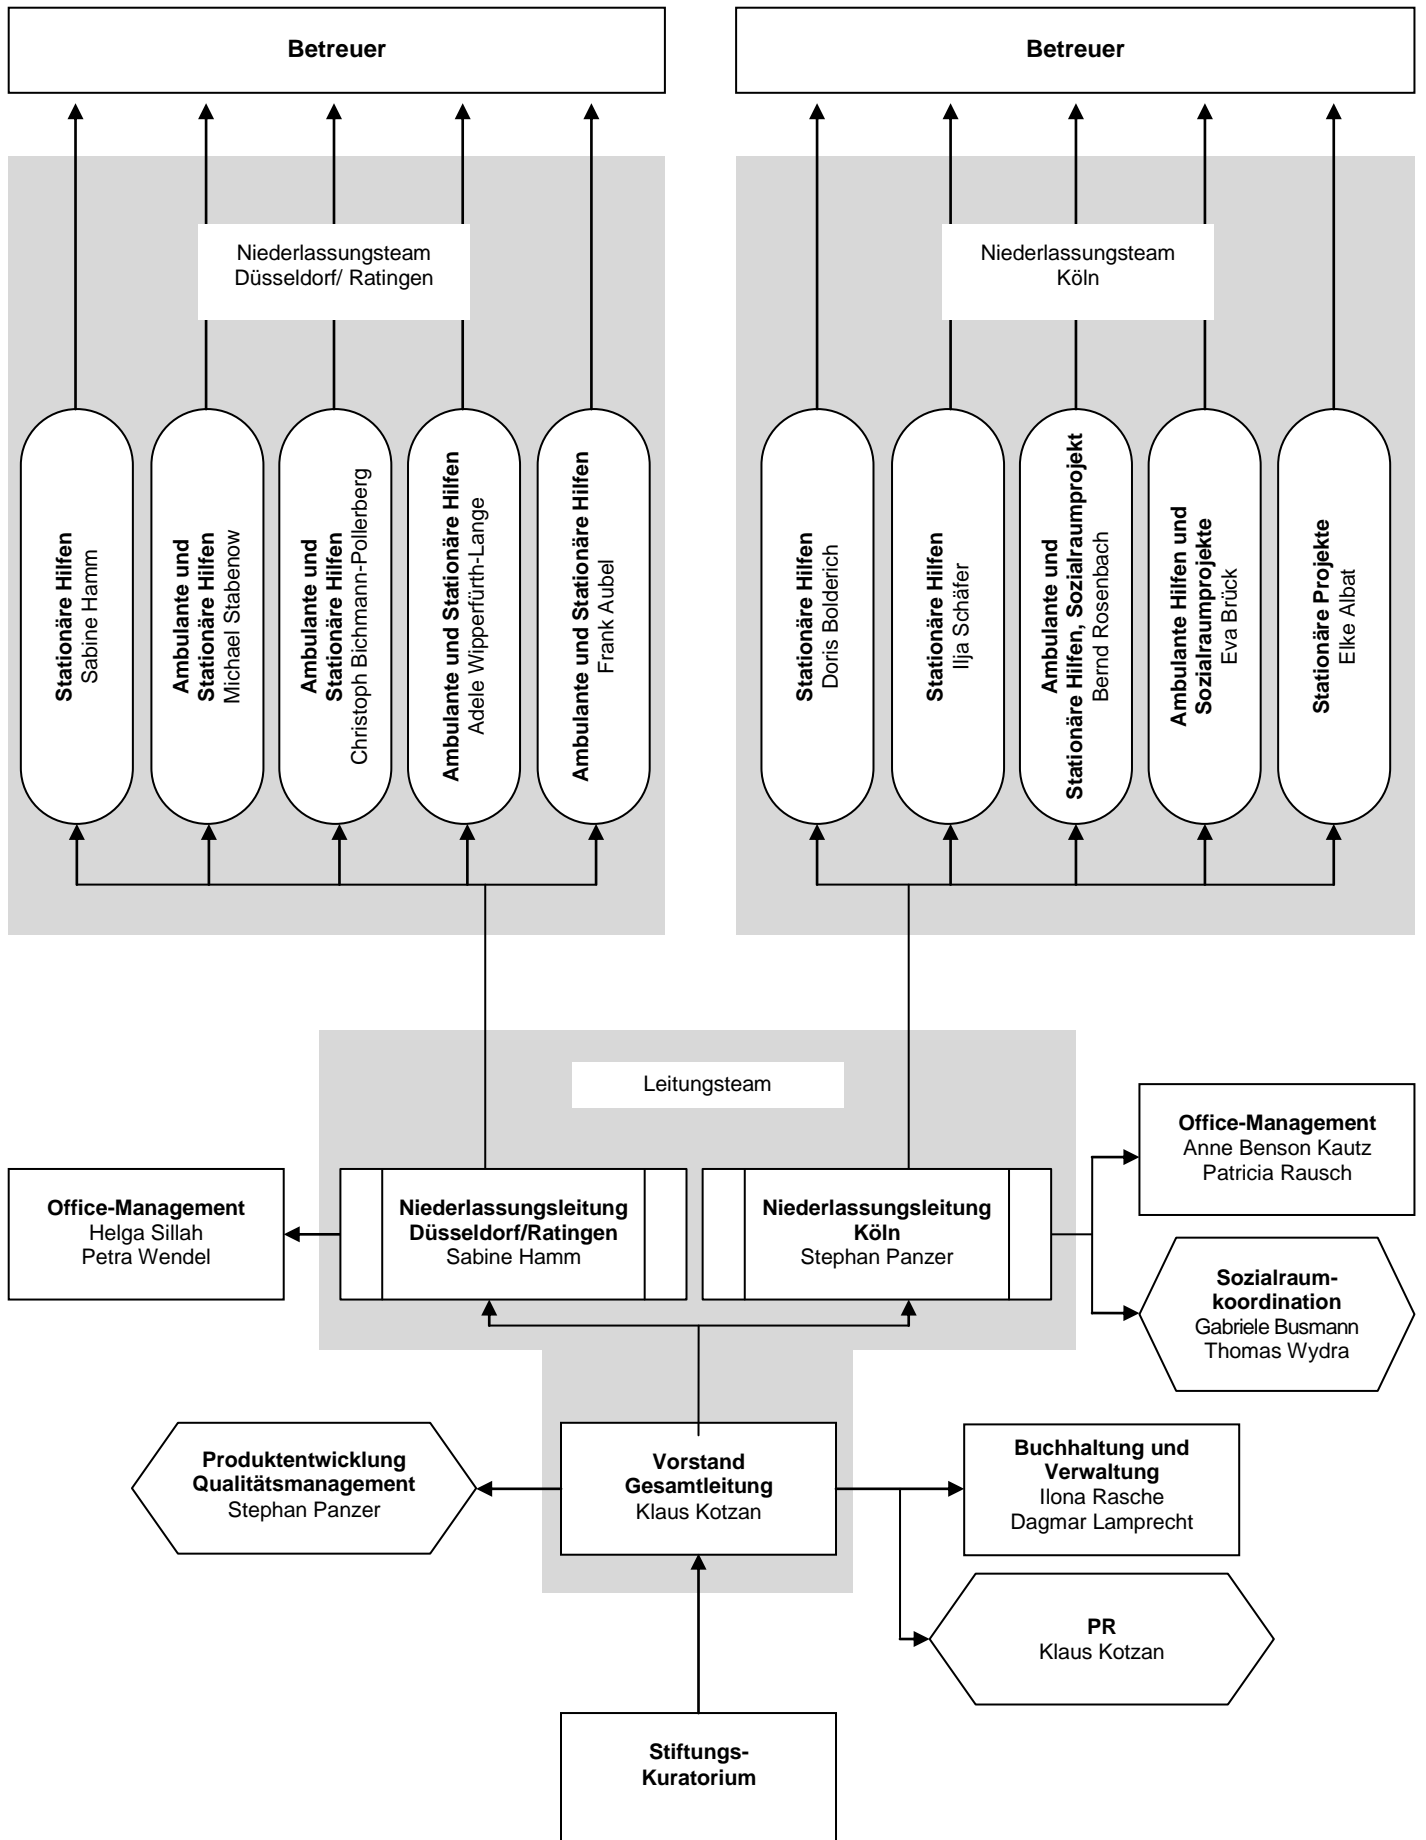 Betreuer
Betreuer
Niederlassungsteam
Düsseldorf/ Ratingen
Niederlassungsteam
Köln
Stationäre Hilfen
Sabine Hamm
Ambulante und
Stationäre Hilfen
Michael Stabenow
Ambulante und
Stationäre Hilfen
Christoph Bichmann-Pollerberg
Ambulante und Stationäre Hilfen
Adele Wipperfürth-Lange
Ambulante und Stationäre Hilfen
Frank Aubel
Stationäre Hilfen
Doris Bolderich
Stationäre Hilfen
Ilja Schäfer
Ambulante und
Stationäre Hilfen, Sozialraumprojekt
Bernd Rosenbach
Ambulante Hilfen und
Sozialraumprojekte
Eva Brück
Stationäre Projekte
Elke Albat
Leitungsteam
Office-Management
Anne Benson Kautz
Patricia Rausch
Office-Management
Helga Sillah
Petra Wendel
Niederlassungsleitung
Düsseldorf/Ratingen
Sabine Hamm
Niederlassungsleitung
Köln
Stephan Panzer
Sozialraum-
koordination
Gabriele Busmann
Thomas Wydra
Produktentwicklung
Qualitätsmanagement
Stephan Panzer
Vorstand
Gesamtleitung
Klaus Kotzan
Buchhaltung und
Verwaltung
Ilona Rasche
Dagmar Lamprecht
PR
Klaus Kotzan
Stiftungs-
Kuratorium